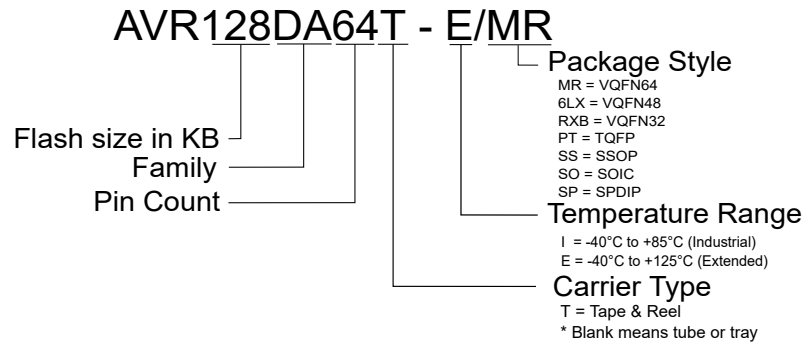 AVR128DA64T - E/MR
Package Style
MR = VQFN64
6LX = VQFN48
RXB = VQFN32
PT = TQFP
SS = SSOP
SO = SOIC
SP = SPDIP
Flash size in KB
Family
Pin Count
Temperature Range
I = -40°C to +85°C (Industrial)
E = -40°C to +125°C (Extended)
Carrier Type
T = Tape & Reel
* Blank means tube or tray